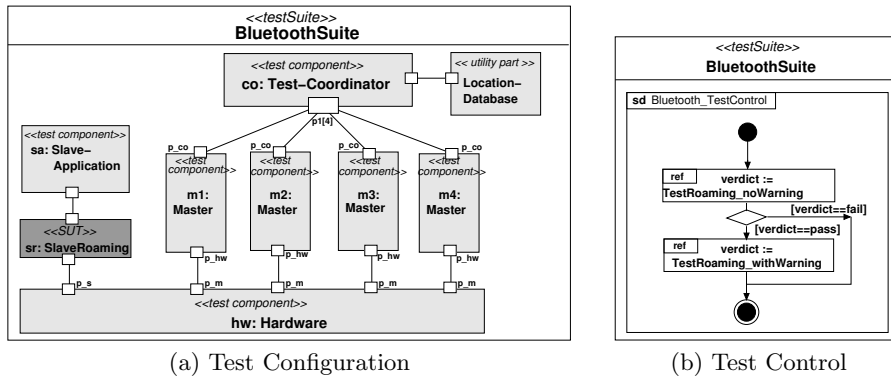 <<testSuite>>
BluetoothSuite
<<test component>>
co: Test-Coordinator
<< utility part >>
Location-
Database
p1[4]
<<test component>>
sa: Slave-
Application
p_co
p_co
p_co
p_co
<<test
component>>
m1:
Master
<<test
component>>
m2:
Master
<<test
component>>
m3:
Master
<<test
component>>
m4:
Master
<<SUT>>
sr: SlaveRoaming
p_hw
p_hw
p_hw
p_hw
p_s
p_m
p_m
p_m
p_m
<<test component>>
hw: Hardware
(a) Test Configuration
<<testSuite>>
BluetoothSuite
sd Bluetooth_TestControl
ref
verdict :=
TestRoaming_noWarning
[verdict==fail]
[verdict==pass]
ref
verdict :=
TestRoaming_withWarning
(b) Test Control